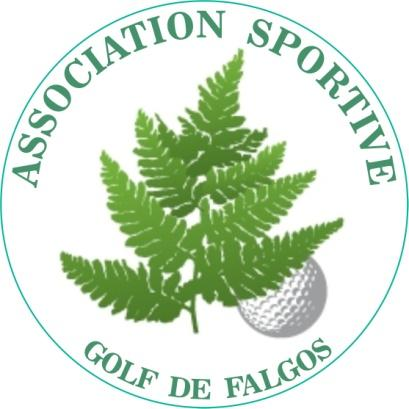 ASSOCIATION SPORTIVE
GOLF DE FALGOS